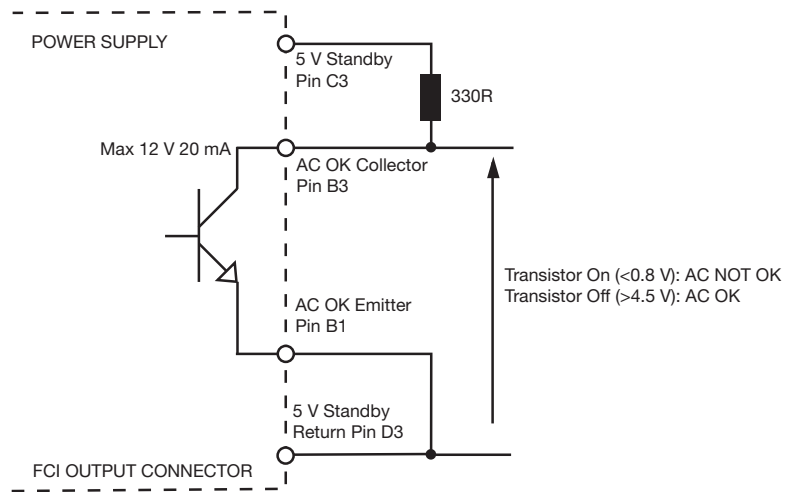 POWER SUPPLY
5 V Standby
Pin C3
330R
Max 12 V 20 mA
AC OK Collector
Pin B3
Transistor On (<0.8 V): AC NOT OK
Transistor Off (>4.5 V): AC OK
AC OK Emitter
Pin B1
5 V Standby
Return Pin D3
FCI OUTPUT CONNECTOR